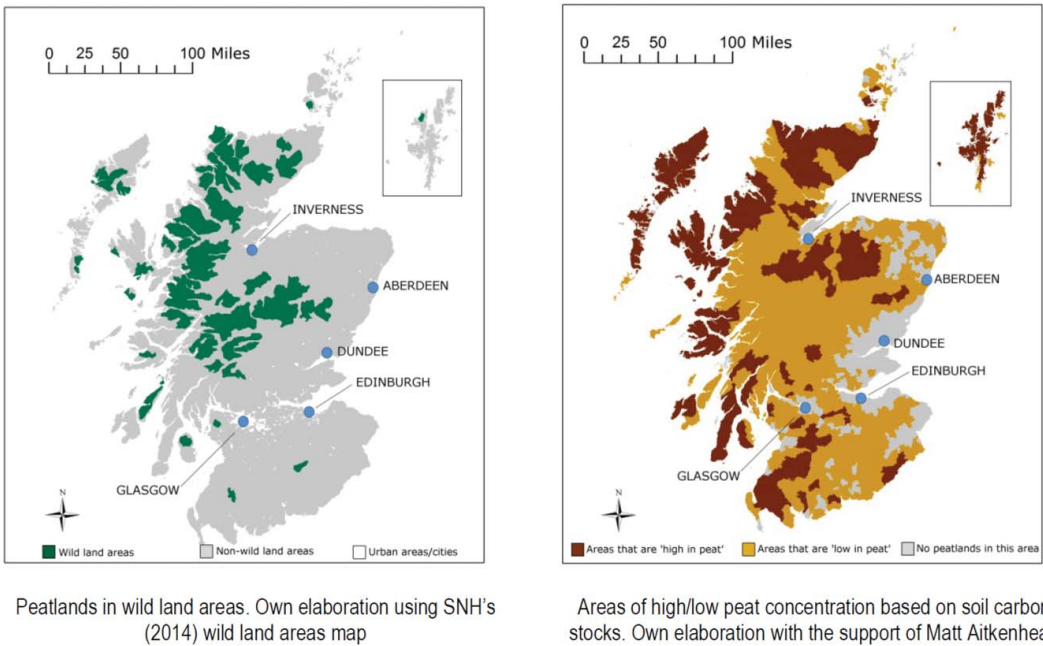 0 25 50 100 Miles
INVERNESS
ABERDEEN
DUNDEE
EDINBURGH
GLASGOW
N
Wild land areas Non-wild land areas Urban areas/cities
Peatlands in wild land areas. Own elaboration using SNH's
(2014) wild land areas map
0 25 50 100 Miles
INVERNESS
ABERDEEN
DUNDEE
EDINBURGH
GLASGOW
N
Areas that are 'high in peat' Areas that are 'low in peat' No peatlands in this area
Areas of high/low peat concentration based on soil carbon
stocks. Own elaboration with the support of Matt Aitkenhea